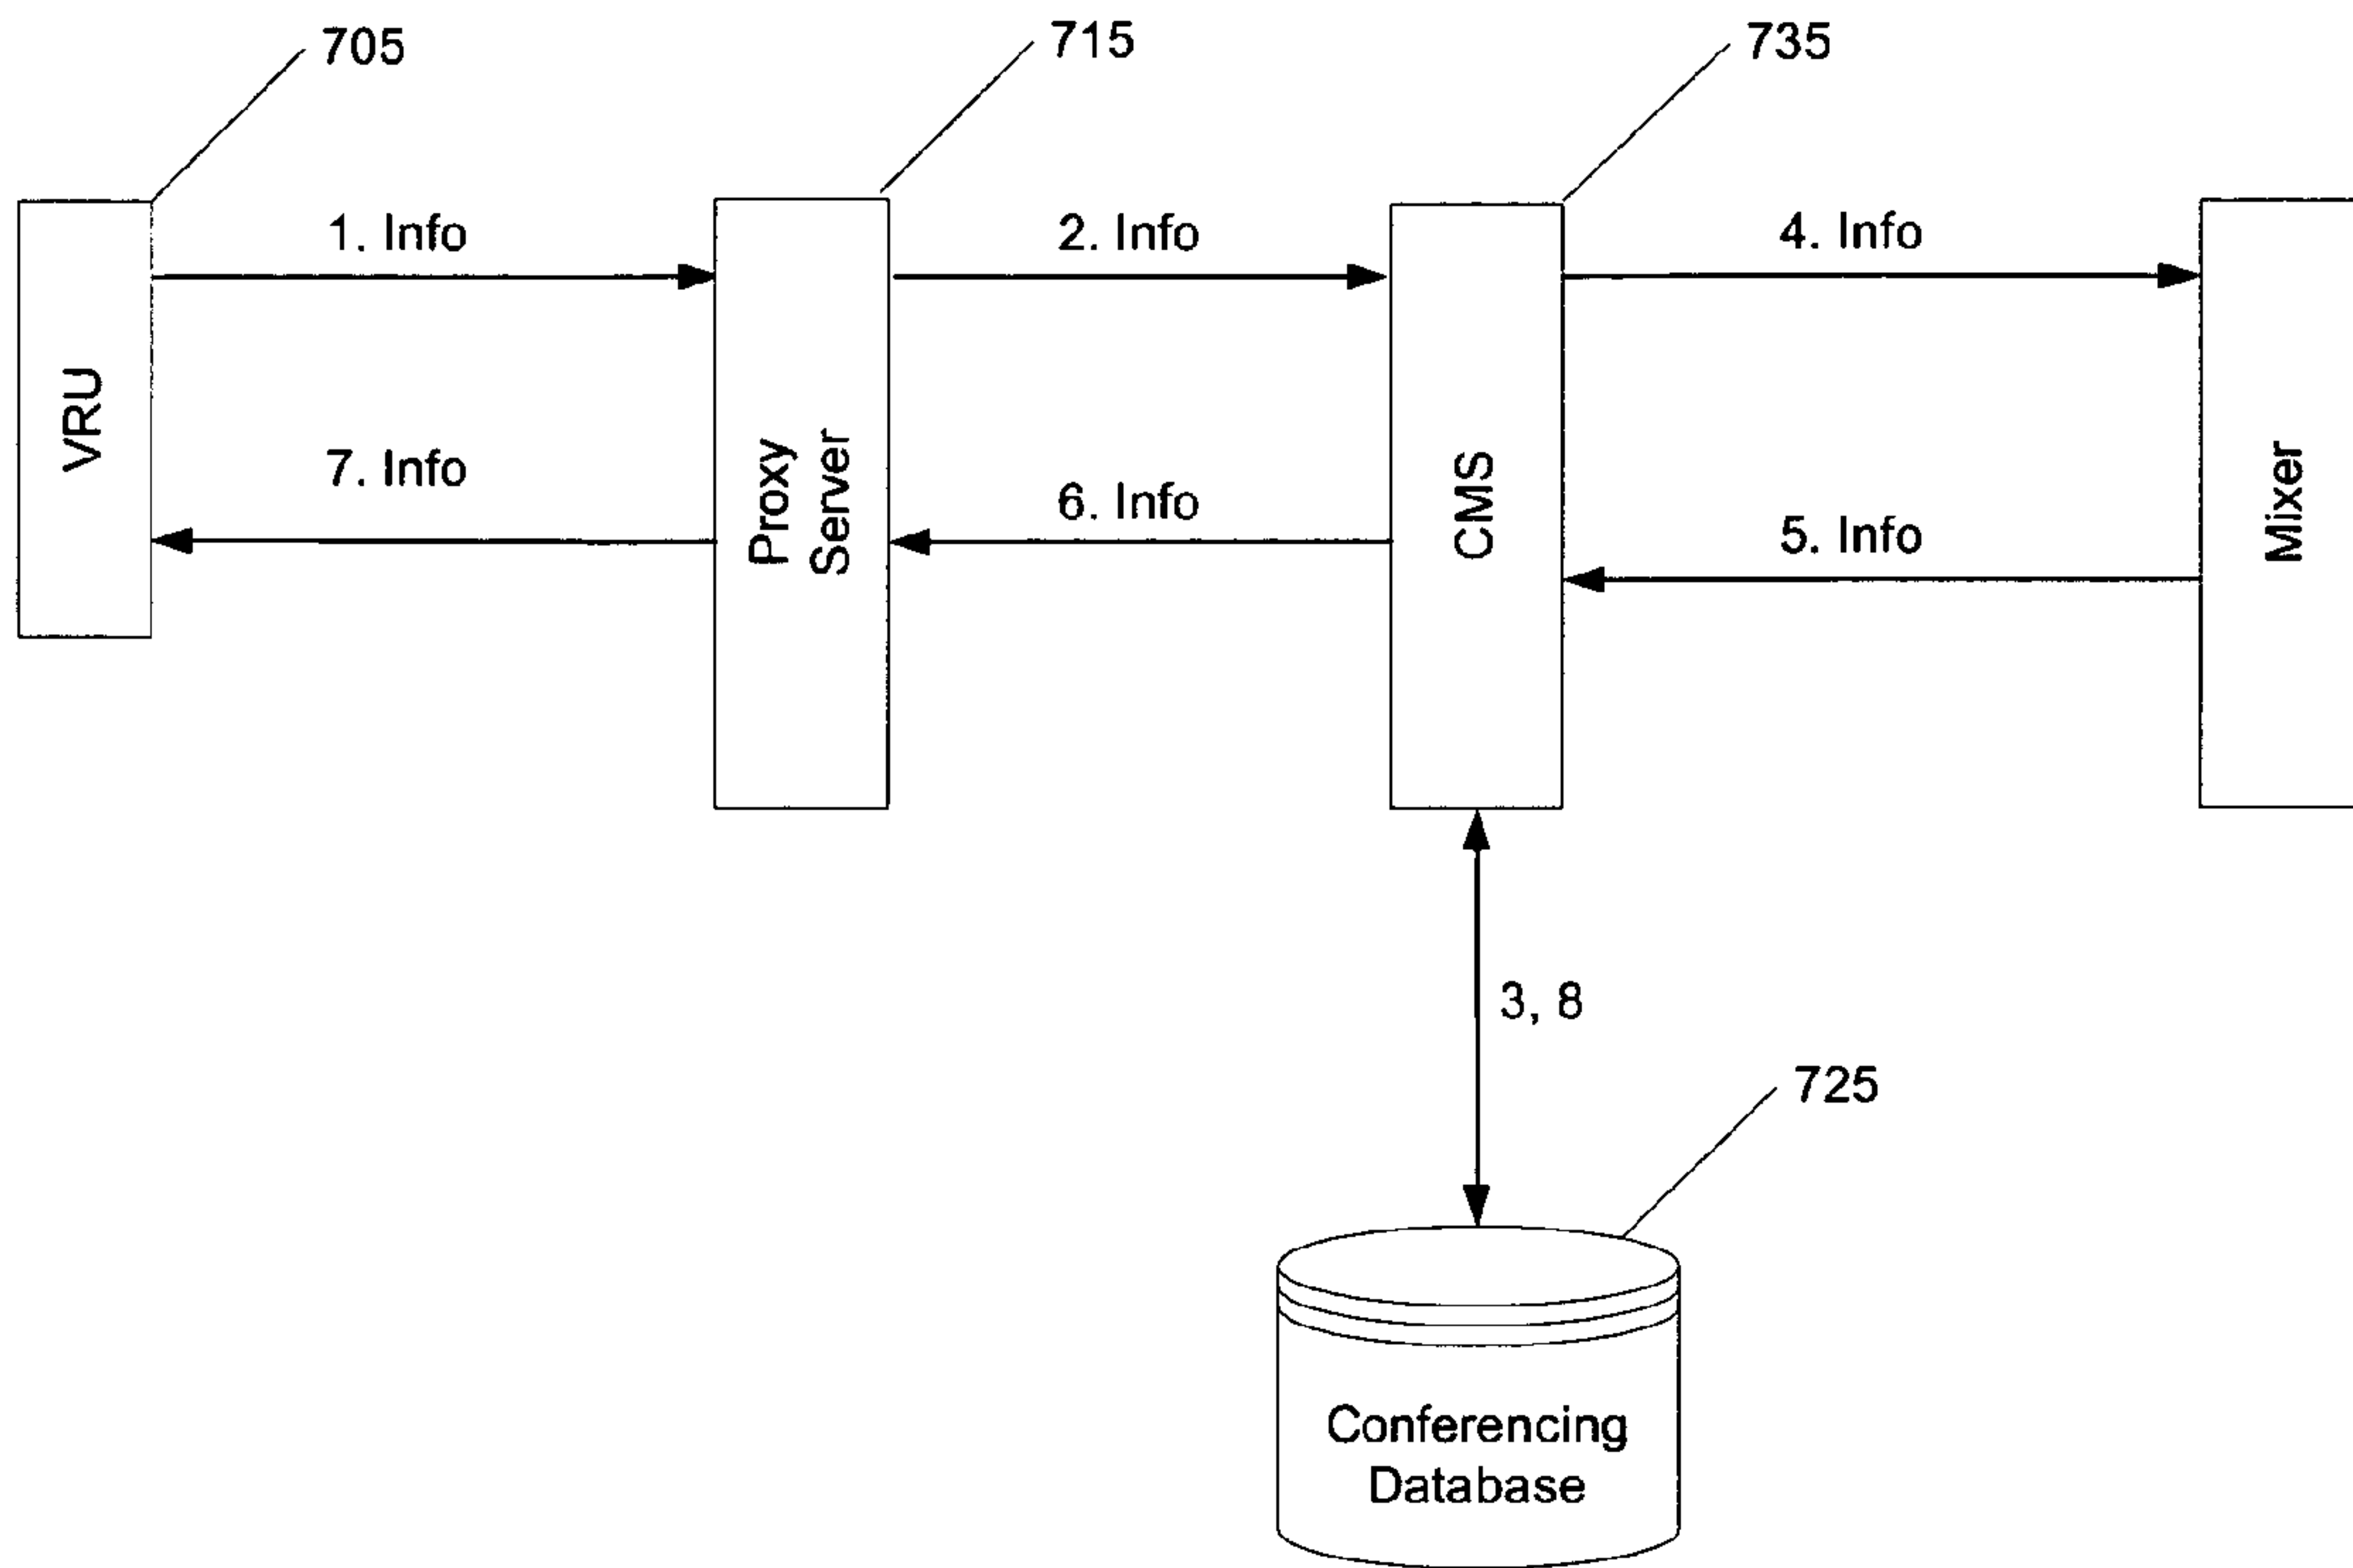 705
715
735
1. Info
2. Info
4. Info
VRU
7. Info
Proxy
Server
6. Info
CMS
5. Info
Mixer
3, 8
725
Conferencing
Database